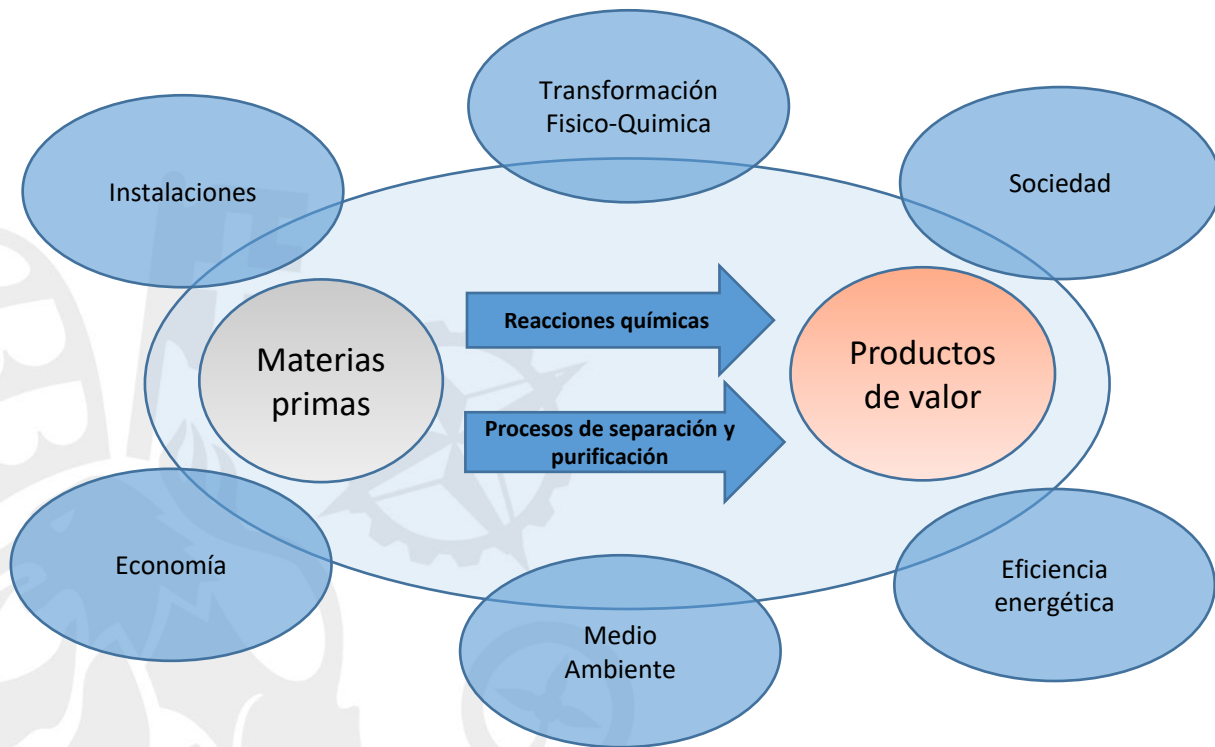 Transformación
Fisico-Quimica
Instalaciones
Sociedad
Reacciones químicas
Materias
primas
Productos
de valor
Procesos de separación y
purificación
Economía
Eficiencia
energética
Medio
Ambiente